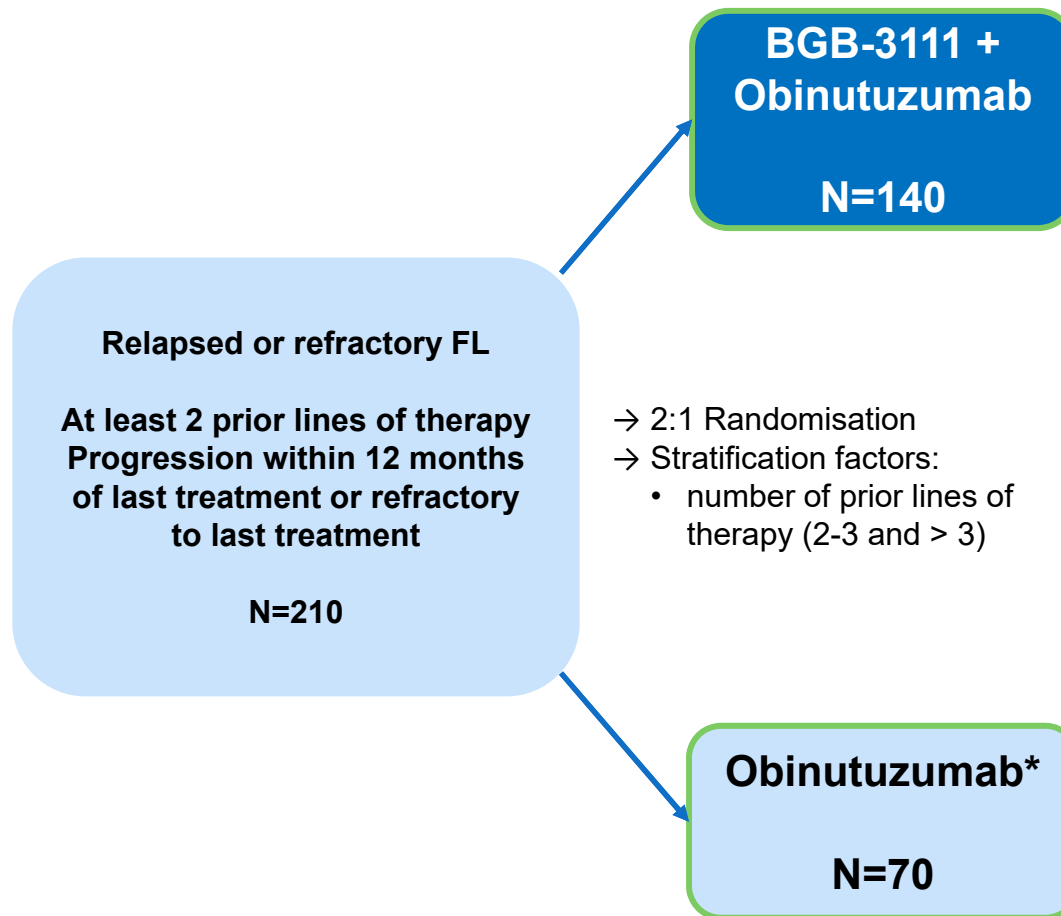 BGB-3111 +
Obinutuzumab
N=140
Relapsed or refractory FL
At least 2 prior lines of therapy
Progression within 12 months
of last treatment or refractory
to last treatment
N=210
→ 2:1 Randomisation
→ Stratification factors:
• number of prior lines of
therapy (2-3 and > 3)
Obinutuzumab*
N=70